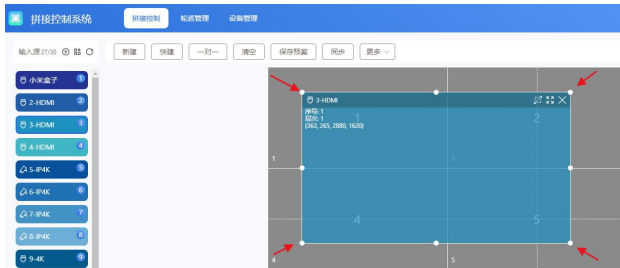 拼接控制系统 拼接控制 轮巡管理 设备管理
输入源27/30 新建 快建 一对一 清空 保存预案 同步 更多
小米盒子 1
2-HDMI 2
3-HDMI 3
4-HDMI 4
5-IP4K 5
6-IP4K 6
7-IP4K 7
8-IP4K 8
9-4K 9
3-HDMI
序号: 1
层次: 1
(363, 265, 2880, 1620)
1 2
1 2
4 5
4 5